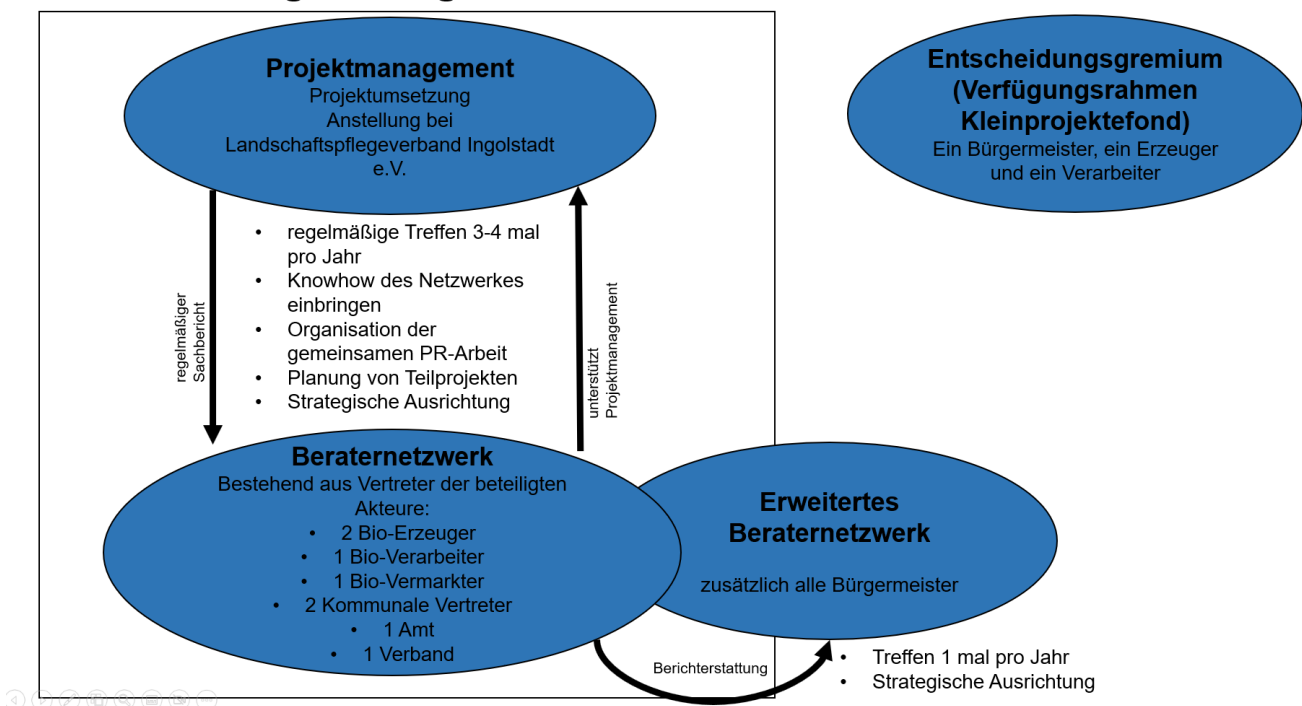 Projektmanagement
Projektumsetzung
Anstellung bei
Landschaftspflegeverband Ingolstadt
e.V.
Entscheidungsgremium
(Verfügungsrahmen
Kleinprojektefond)
Ein Bürgermeister, ein Erzeuger
und ein Verarbeiter
regelmäßiger
Sachbericht
• regelmäßige Treffen 3-4 mal
pro Jahr
• Knowhow des Netzwerkes
einbringen
• Organisation der
gemeinsamen PR-Arbeit
• Planung von Teilprojekten
• Strategische Ausrichtung
unterstützt
Projektmanagement
Beraternetzwerk
Bestehend aus Vertreter der beteiligten
Akteure:
• 2 Bio-Erzeuger
• 1 Bio-Verarbeiter
• 1 Bio-Vermarkter
• 2 Kommunale Vertreter
• 1 Amt
• 1 Verband
Erweitertes
Beraternetzwerk
zusätzlich alle Bürgermeister
Berichterstattung
• Treffen 1 mal pro Jahr
• Strategische Ausrichtung